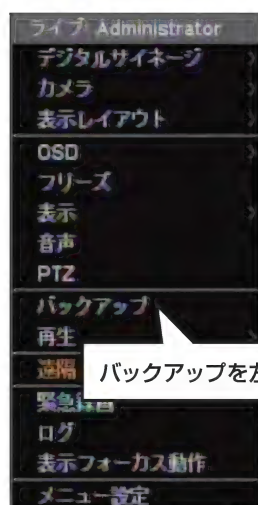 ライブ Administrator
デジタルサイネージ
カメラ
表示レイアウト
OSD
フリーズ
表示
音声
PTZ
バックアップ
再生
遠隔
バックアップを左
緊急録画
ログ
表示フォーカス動作
メニュー設定